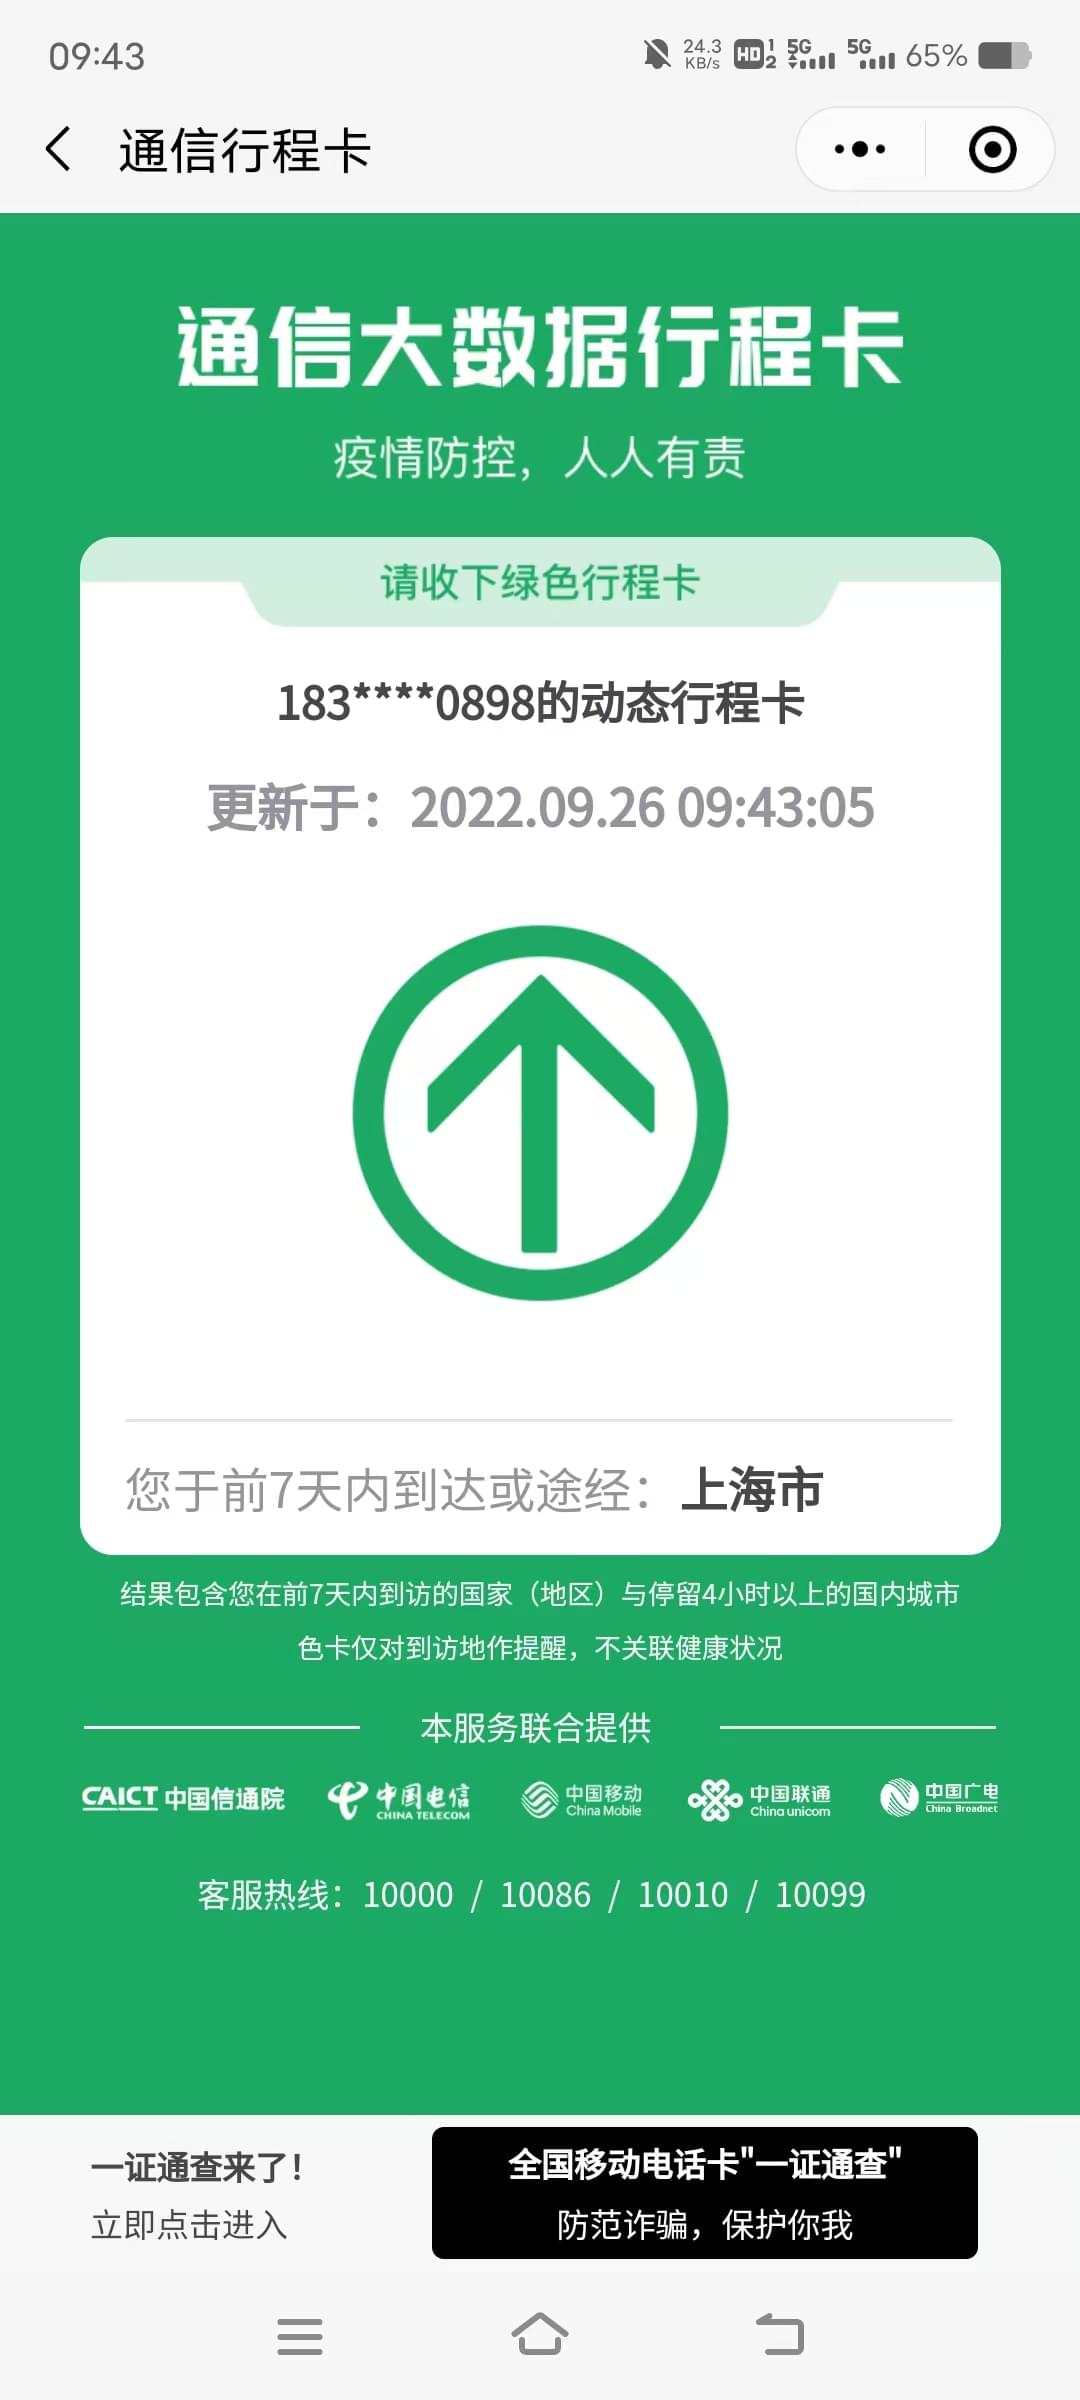 09:43
24.3 KB/s HD 1 2 5G 5G 65%
通信行程卡
通信大数据行程卡
疫情防控，人人有责
请收下绿色行程卡
183****0898的动态行程卡
更新于：2022.09.26 09:43:05
您于前7天内到达或途经：上海市
结果包含您在前7天内到访的国家（地区）与停留4小时以上的国内城市
色卡仅对到访地作提醒，不关联健康状况
本服务联合提供
CAICT 中国信通院 中国电信 CHINA TELECOM 中国移动 China Mobile 中国联通 China unicom 中国广电 China Broadnet
客服热线：10000 / 10086 / 10010 / 10099
一证通查来了！
立即点击进入
全国移动电话卡"一证通查"
防范诈骗，保护你我